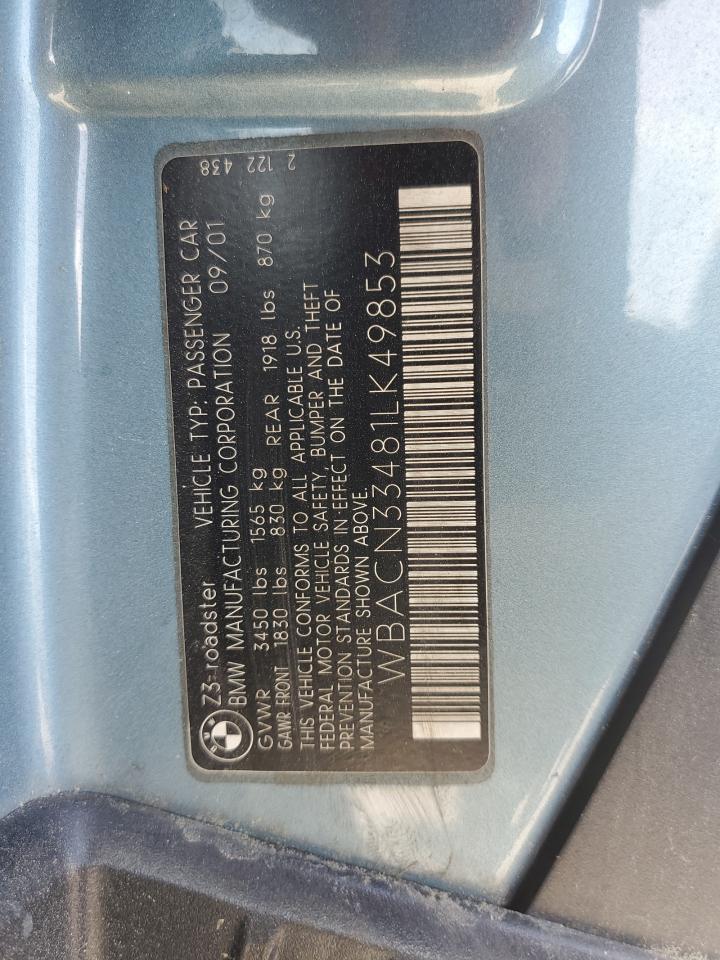 Z3-roadster VEHICLE TYP: PASSENGER CAR
BMW MANUFACTURING CORPORATION 09/01
GVWR 3450 lbs 1565 kg
GAWR FRONT 1830 lbs 830 kg REAR 1918 lbs 870 kg
THIS VEHICLE CONFORMS TO ALL APPLICABLE U.S.
FEDERAL MOTOR VEHICLE SAFETY, BUMPER AND THEFT
PREVENTION STANDARDS IN EFFECT ON THE DATE OF
MANUFACTURE SHOWN ABOVE.
WBACN33481LK49853
2 122 438